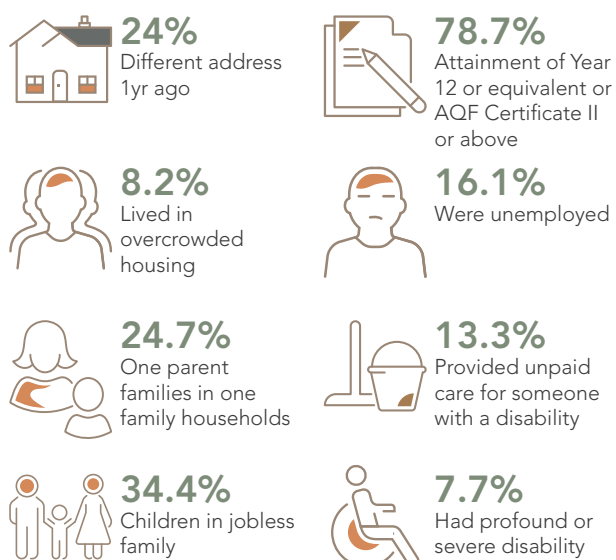 24%
Different address
1yr ago
78.7%
Attainment of Year
12 or equivalent or
AQF Certificate II
or above
8.2%
Lived in
overcrowded
housing
16.1%
Were unemployed
24.7%
One parent
families in one
family households
13.3%
Provided unpaid
care for someone
with a disability
34.4%
Children in jobless
family
7.7%
Had profound or
severe disability